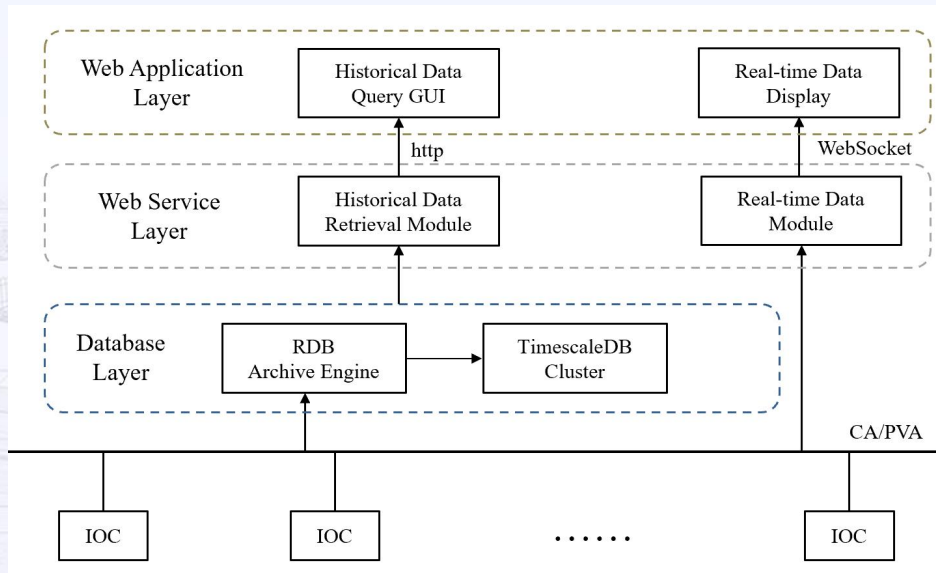 Web Application
Layer
Historical Data
Query GUI
Real-time Data
Display
http
WebSocket
Web Service
Layer
Historical Data
Retrieval Module
Real-time Data
Module
Database
Layer
RDB
Archive Engine
TimescaleDB
Cluster
CA/PVA
IOC
IOC
......
IOC